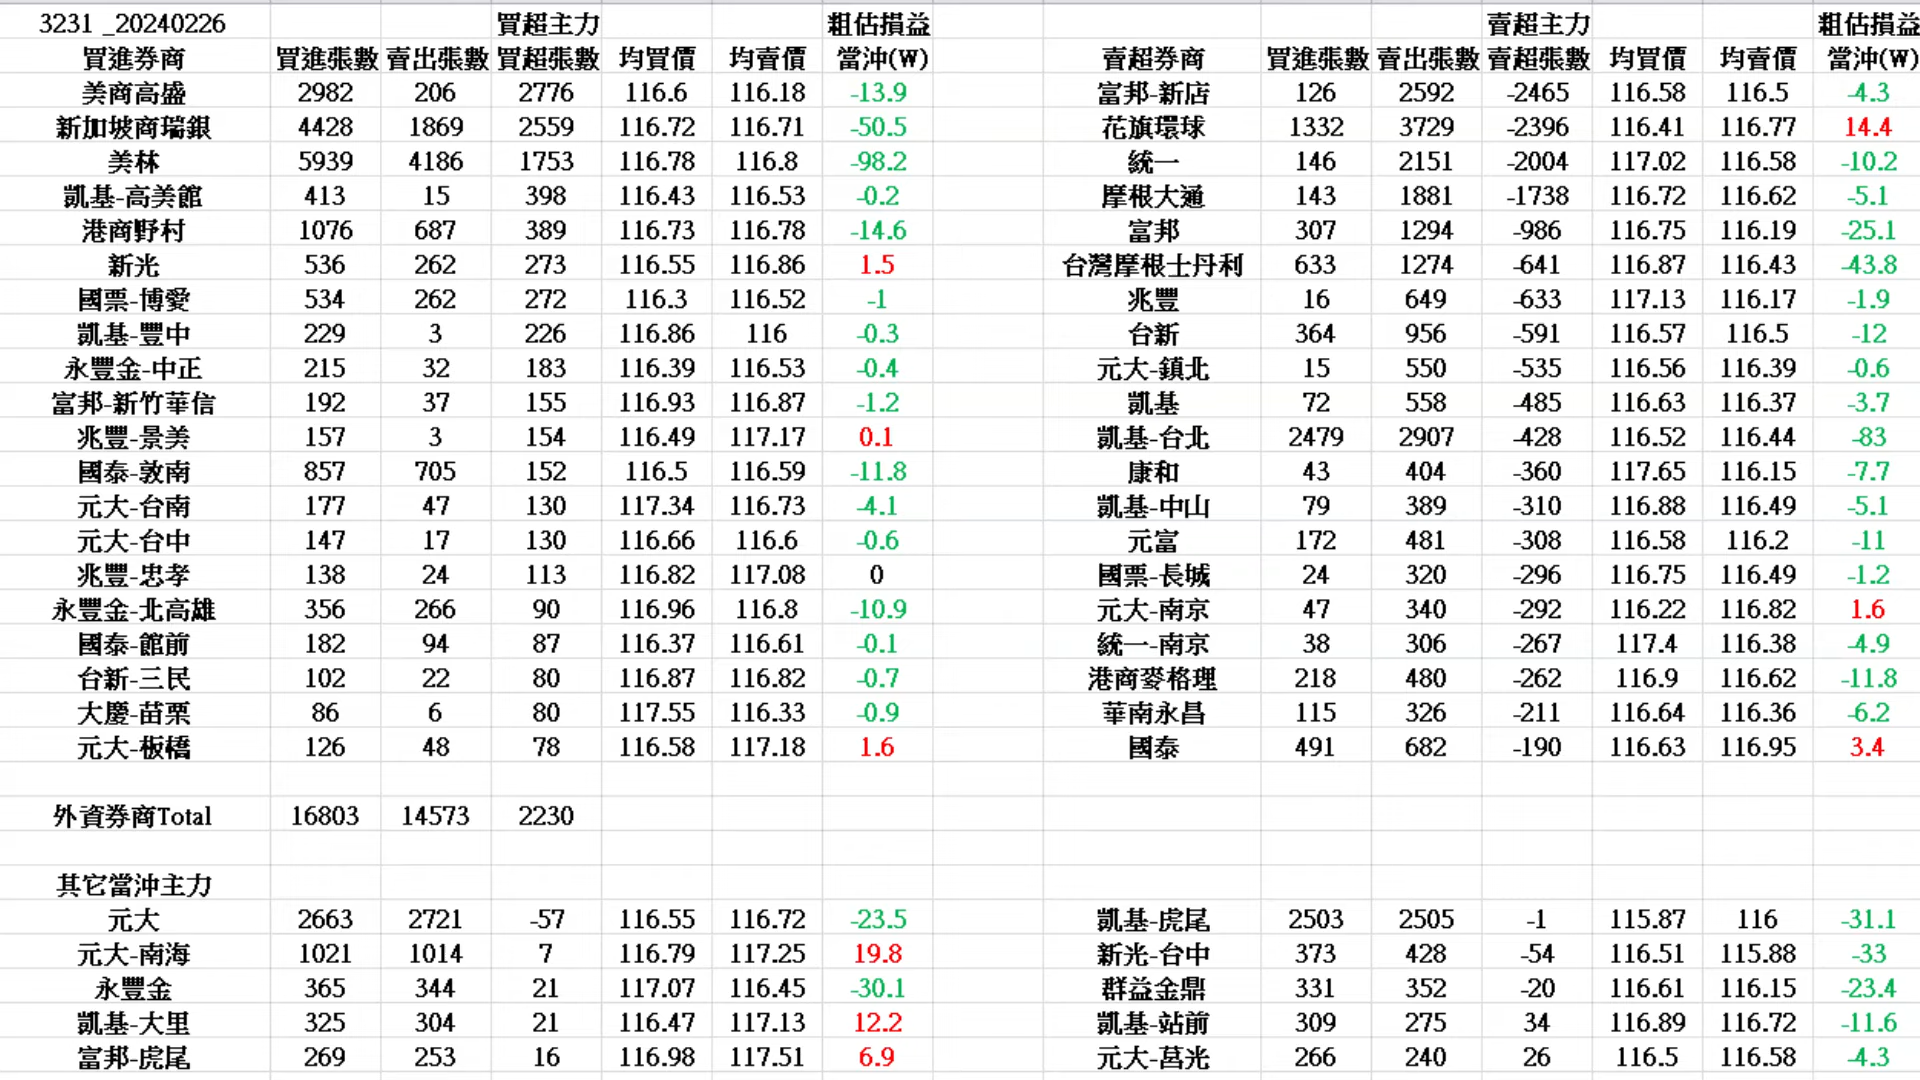 3231 _20240226 買超主力 粗估損益 賣超主力 粗估損益
買進券商 買進張數 賣出張數 買超張數 均買價 均賣價 當沖(W) 賣超券商 買進張數 賣出張數 賣超張數 均買價 均賣價 當沖(W)
美商高盛 2982 206 2776 116.6 116.18 -13.9 富邦-新店 126 2592 -2465 116.58 116.5 -4.3
新加坡商瑞銀 4428 1869 2559 116.72 116.71 -50.5 花旗環球 1332 3729 -2396 116.41 116.77 14.4
美林 5939 4186 1753 116.78 116.8 -98.2 統一 146 2151 -2004 117.02 116.58 -10.2
凱基-高美館 413 15 398 116.43 116.53 -0.2 摩根大通 143 1881 -1738 116.72 116.62 -5.1
港商野村 1076 687 389 116.73 116.78 -14.6 富邦 307 1294 -986 116.75 116.19 -25.1
新光 536 262 273 116.55 116.86 1.5 台灣摩根士丹利 633 1274 -641 116.87 116.43 -43.8
國票-博愛 534 262 272 116.3 116.52 -1 兆豐 16 649 -633 117.13 116.17 -1.9
凱基-豐中 229 3 226 116.86 116 -0.3 台新 364 956 -591 116.57 116.5 -12
永豐金-中正 215 32 183 116.39 116.53 -0.4 元大-鎮北 15 550 -535 116.56 116.39 -0.6
富邦-新竹華信 192 37 155 116.93 116.87 -1.2 凱基 72 558 -485 116.63 116.37 -3.7
兆豐-景美 157 3 154 116.49 117.17 0.1 凱基-台北 2479 2907 -428 116.52 116.44 -83
國泰-敦南 857 705 152 116.5 116.59 -11.8 康和 43 404 -360 117.65 116.15 -7.7
元大-台南 177 47 130 117.34 116.73 -4.1 凱基-中山 79 389 -310 116.88 116.49 -5.1
元大-台中 147 17 130 116.66 116.6 -0.6 元富 172 481 -308 116.58 116.2 -11
兆豐-忠孝 138 24 113 116.82 117.08 0 國票-長城 24 320 -296 116.75 116.49 -1.2
永豐金-北高雄 356 266 90 116.96 116.8 -10.9 元大-南京 47 340 -292 116.22 116.82 1.6
國泰-館前 182 94 87 116.37 116.61 -0.1 統一-南京 38 306 -267 117.4 116.38 -4.9
台新-三民 102 22 80 116.87 116.82 -0.7 港商麥格理 218 480 -262 116.9 116.62 -11.8
大慶-苗栗 86 6 80 117.55 116.33 -0.9 華南永昌 115 326 -211 116.64 116.36 -6.2
元大-板橋 126 48 78 116.58 117.18 1.6 國泰 491 682 -190 116.63 116.95 3.4
外資券商Total 16803 14573 2230
其它當沖主力
元大 2663 2721 -57 116.55 116.72 -23.5 凱基-虎尾 2503 2505 -1 115.87 116 -31.1
元大-南海 1021 1014 7 116.79 117.25 19.8 新光-台中 373 428 -54 116.51 115.88 -33
永豐金 365 344 21 117.07 116.45 -30.1 群益金鼎 331 352 -20 116.61 116.15 -23.4
凱基-大里 325 304 21 116.47 117.13 12.2 凱基-站前 309 275 34 116.89 116.72 -11.6
富邦-虎尾 269 253 16 116.98 117.51 6.9 元大-莒光 266 240 26 116.5 116.58 -4.3